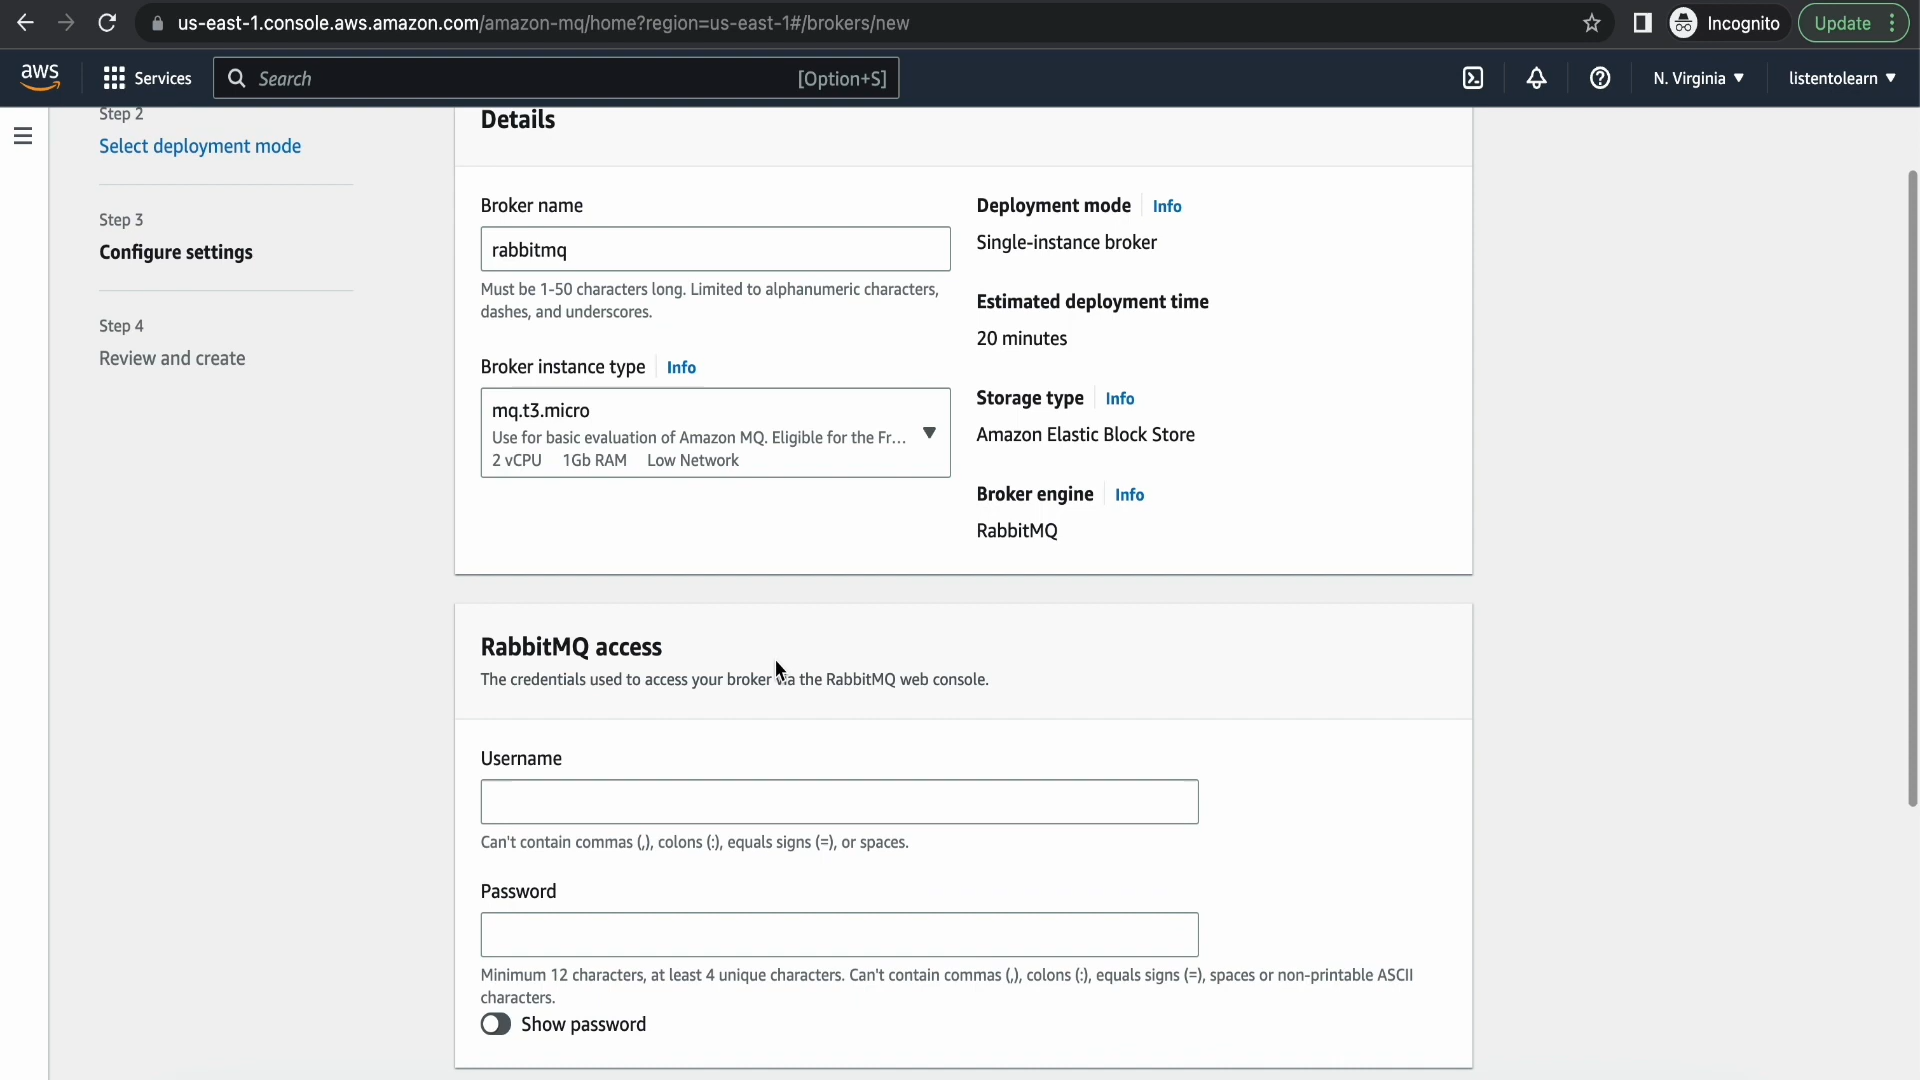 us-east-1.console.aws.amazon.com/amazon-mq/home?region=us-east-1#/brokers/new
Incognito
Update
aws
Services
Search
[Option+S]
N. Virginia
listentolearn
Step 2
Select deployment mode
Step 3
Configure settings
Step 4
Review and create
Details
Broker name
rabbitmq
Must be 1-50 characters long. Limited to alphanumeric characters,
dashes, and underscores.
Broker instance type
Info
mq.t3.micro
Use for basic evaluation of Amazon MQ. Eligible for the Fr...
2 vCPU 1Gb RAM Low Network
Deployment mode Info
Single-instance broker
Estimated deployment time
20 minutes
Storage type Info
Amazon Elastic Block Store
Broker engine Info
RabbitMQ
RabbitMQ access
The credentials used to access your broker via the RabbitMQ web console.
Username
Can't contain commas (,), colons (:), equals signs (=), or spaces.
Password
Minimum 12 characters, at least 4 unique characters. Can't contain commas (,), colons (:), equals signs (=), spaces or non-printable ASCII
characters.
Show password